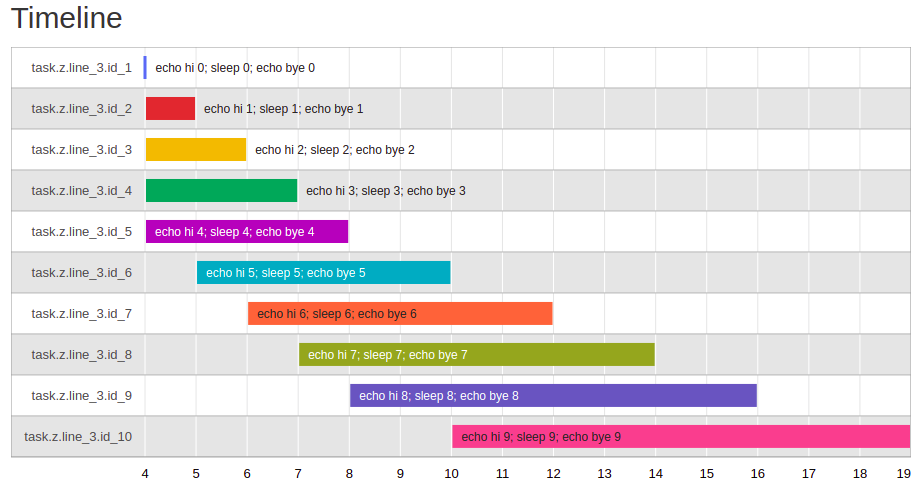 Timeline
task.z.line_3.id_1 echo hi 0; sleep 0; echo bye 0
task.z.line_3.id_2 echo hi 1; sleep 1; echo bye 1
task.z.line_3.id_3 echo hi 2; sleep 2; echo bye 2
task.z.line_3.id_4 echo hi 3; sleep 3; echo bye 3
task.z.line_3.id_5 echo hi 4; sleep 4; echo bye 4
task.z.line_3.id_6 echo hi 5; sleep 5; echo bye 5
task.z.line_3.id_7 echo hi 6; sleep 6; echo bye 6
task.z.line_3.id_8 echo hi 7; sleep 7; echo bye 7
task.z.line_3.id_9 echo hi 8; sleep 8; echo bye 8
task.z.line_3.id_10 echo hi 9; sleep 9; echo bye 9
4 5 6 7 8 9 10 11 12 13 14 15 16 17 18 19